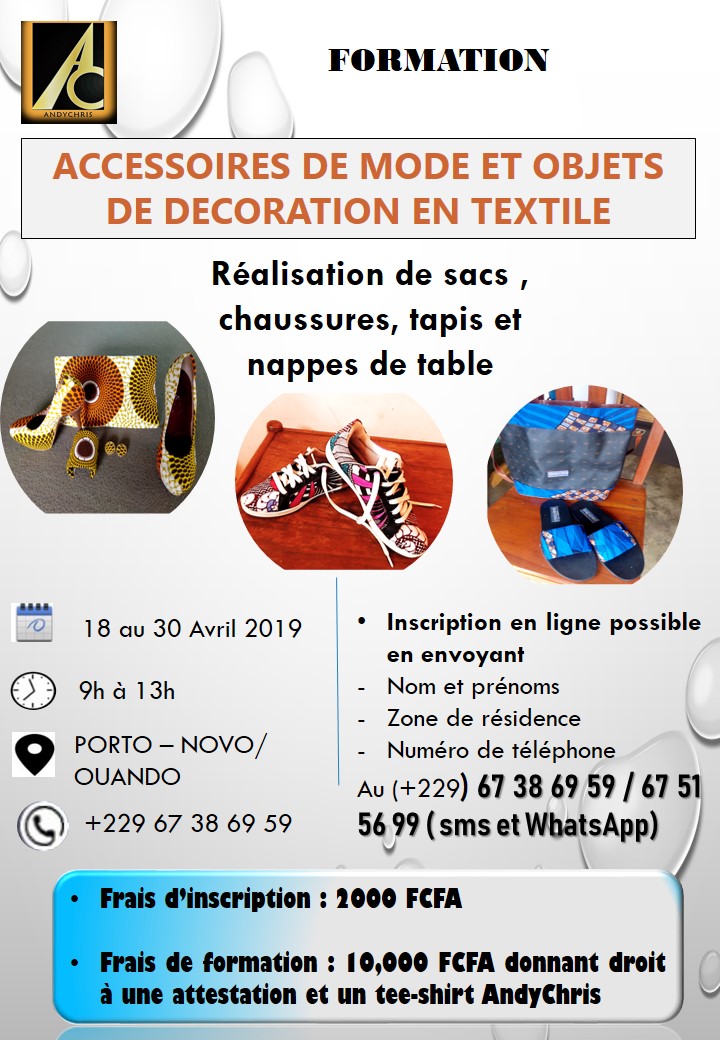 ANDYCHRIS
FORMATION
ACCESSOIRES DE MODE ET OBJETS
DE DECORATION EN TEXTILE
Réalisation de sacs ,
chaussures, tapis et
nappes de table
18 au 30 Avril 2019
9h à 13h
PORTO – NOVO/
OUANDO
+229 67 38 69 59
• Inscription en ligne possible
en envoyant
- Nom et prénoms
- Zone de résidence
- Numéro de téléphone
Au (+229) 67 38 69 59 / 67 51
56 99 ( sms et WhatsApp)
• Frais d'inscription : 2000 FCFA
• Frais de formation : 10,000 FCFA donnant droit
à une attestation et un tee-shirt AndyChris